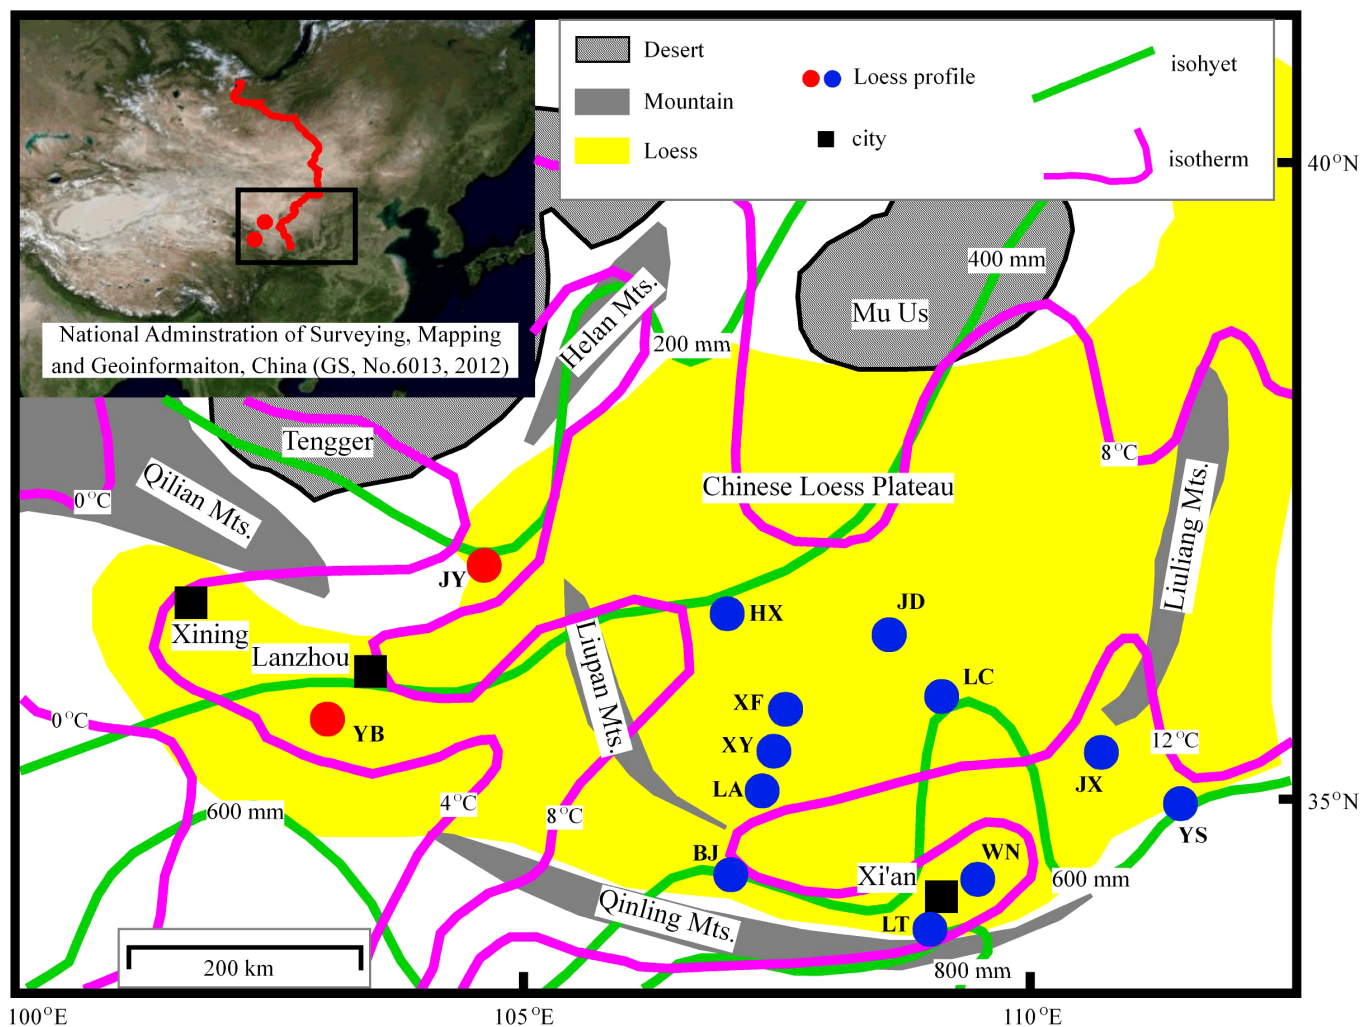 Desert
Mountain
Loess
Loess profile
city
isohyet
isotherm
National Adminstration of Surveying, Mapping
and Geoinformaiton, China (GS, No.6013, 2012)
40°N
400 mm
Mu Us
Helan Mts.
200 mm
Tengger
8°C
Qilian Mts.
0°C
Chinese Loess Plateau
Liuliang Mts.
JY
HX
JD
Xining
Lanzhou
Liupan Mts.
LC
XF
0°C
YB
XY
12°C
JX
LA
4°C
8°C
600 mm
35°N
YS
BJ
WN
Xi'an
600 mm
Qinling Mts.
LT
800 mm
200 km
100°E
105°E
110°E